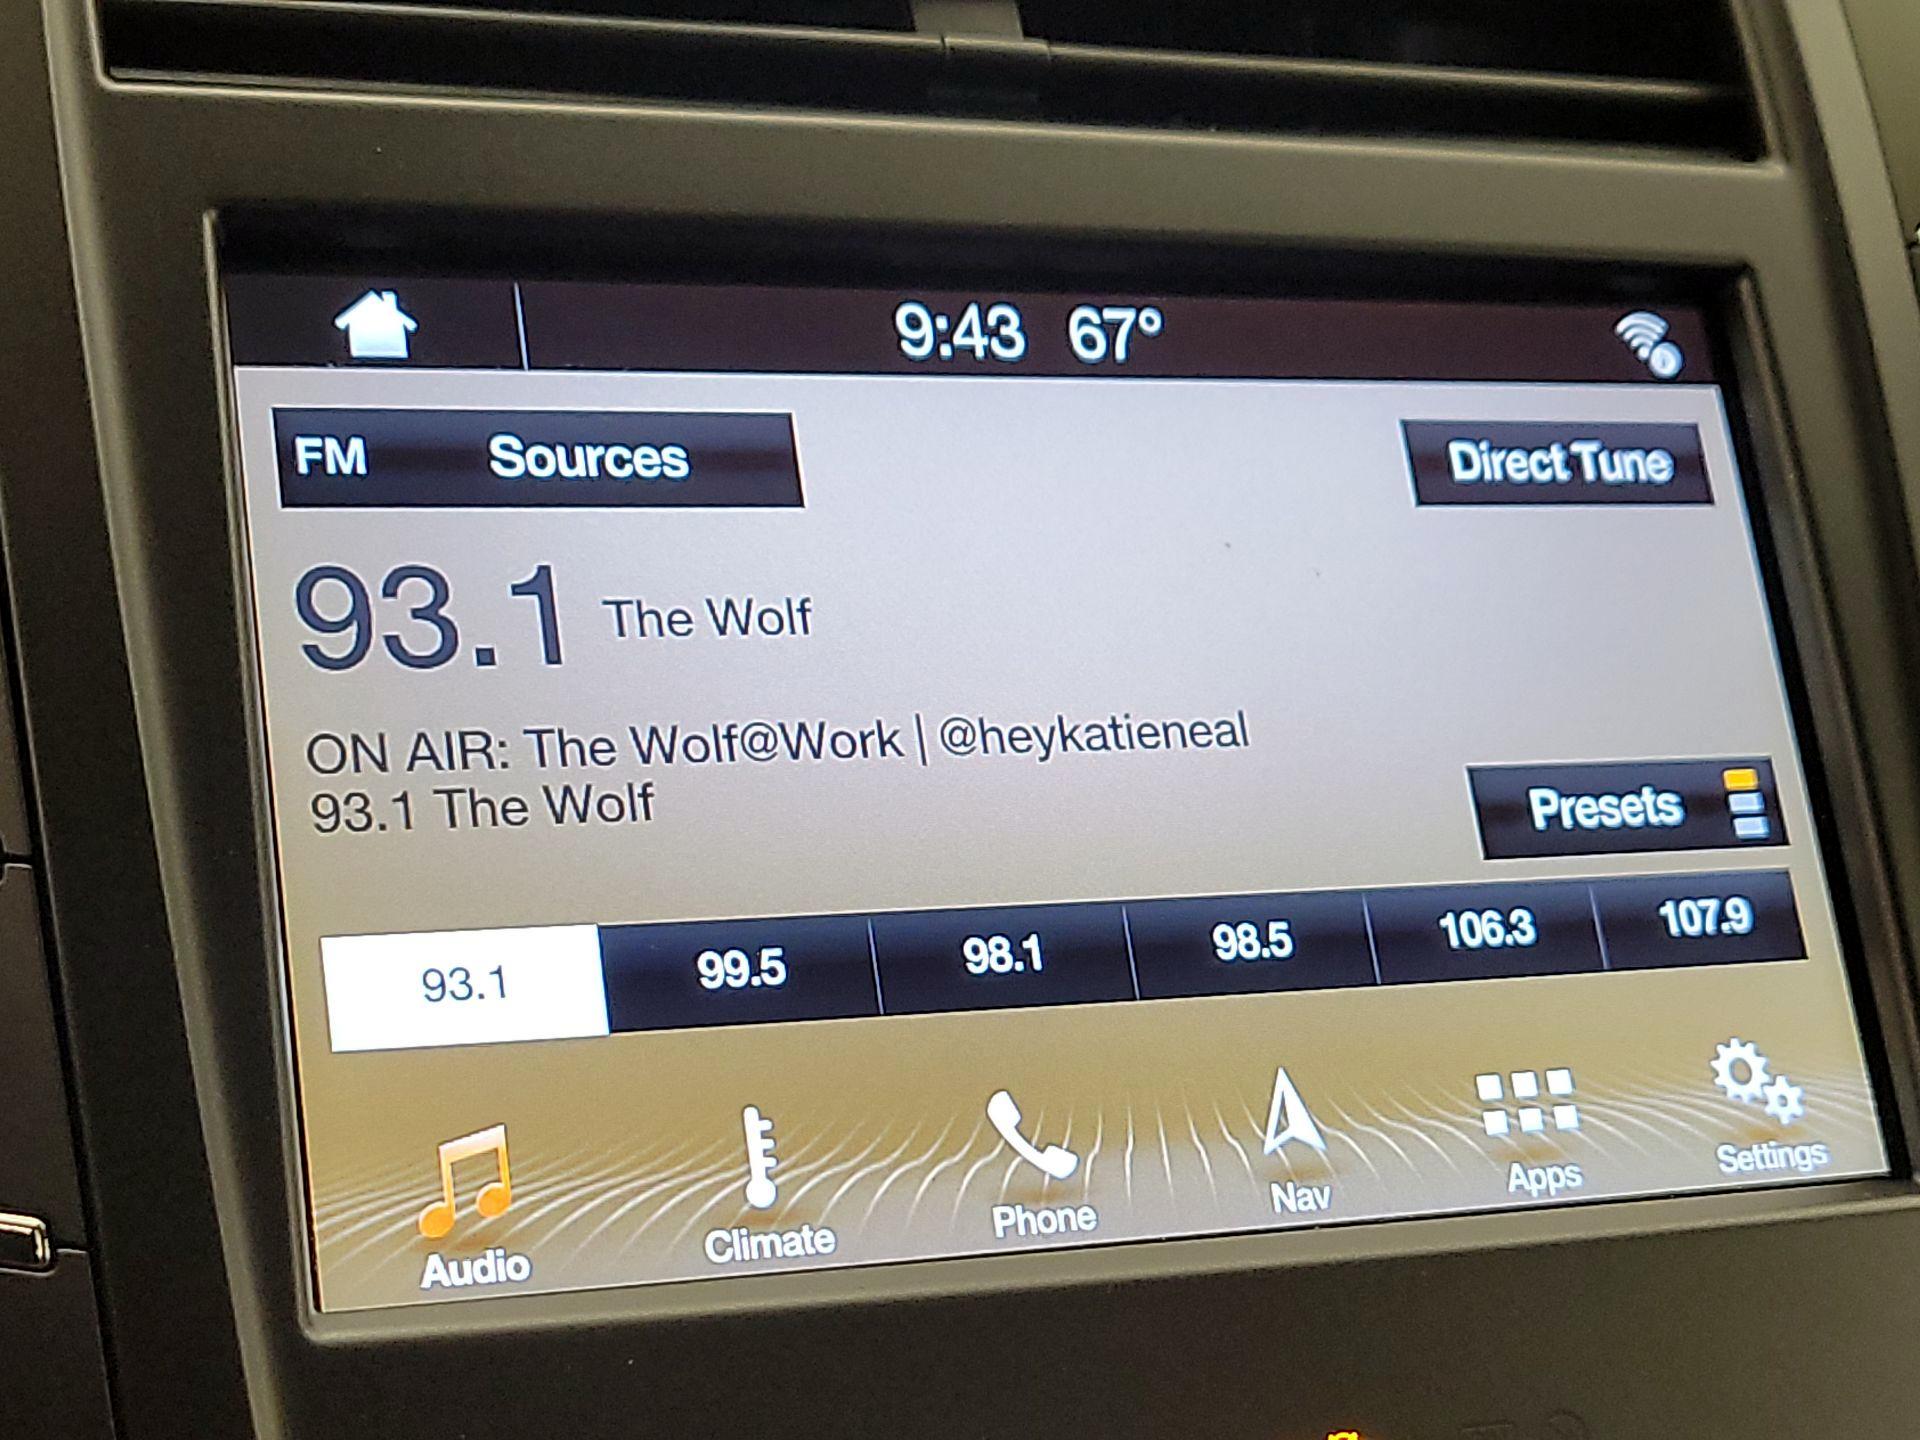 9:43 67°
FM Sources Direct Tune
93.1 The Wolf
ON AIR: The Wolf@Work | @heykatieneal
93.1 The Wolf
Presets
93.1 99.5 98.1 98.5 106.3 107.9
Audio Climate Phone Nav Apps Settings